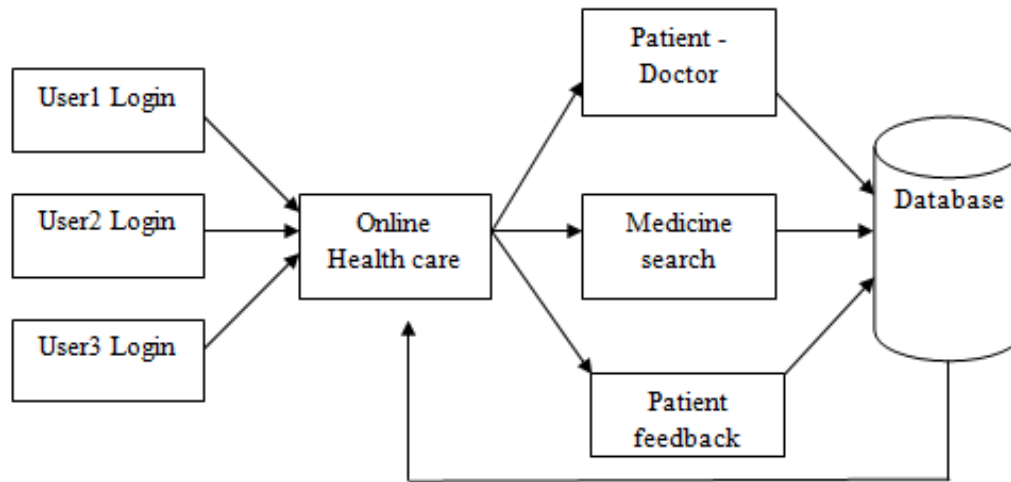 User1 Login
User2 Login
User3 Login
Online
Health care
Patient -
Doctor
Medicine
search
Patient
feedback
Database